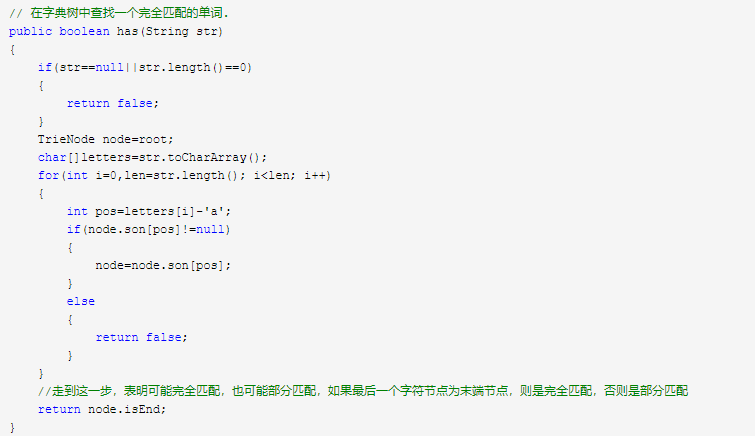 // 在字典树中查找一个完全匹配的单词.
public boolean has(String str)
{
    if(str==null||str.length()==0)
    {
        return false;
    }
    TrieNode node=root;
    char[]letters=str.toCharArray();
    for(int i=0,len=str.length(); i<len; i++)
    {
        int pos=letters[i]-'a';
        if(node.son[pos]!=null)
        {
            node=node.son[pos];
        }
        else
        {
            return false;
        }
    }
    //走到这一步，表明可能完全匹配，也可能部分匹配，如果最后一个字符节点为末端节点，则是完全匹配，否则是部分匹配
    return node.isEnd;
}